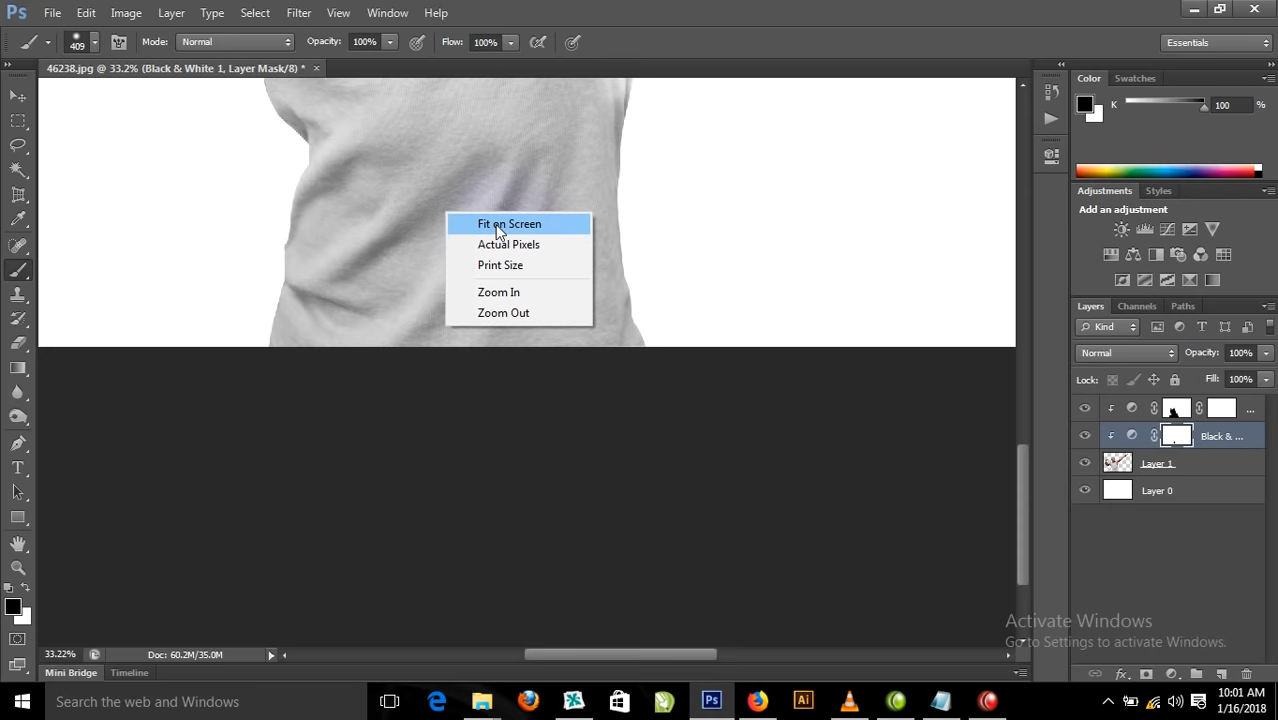 Ps File Edit Image Layer Type Select Filter View Window Help
409 Mode: Normal Opacity: 100% Flow: 100% Essentials
46238.jpg @ 33.2% (Black & White 1, Layer Mask/8) * ×
Color Swatches
K 100 %
Adjustments Styles
Add an adjustment
Fit on Screen
Actual Pixels
Print Size
Zoom In
Zoom Out
Layers Channels Paths
Kind
Normal Opacity: 100%
Lock: Fill: 100%
...
Black & ...
Layer 1
Layer 0
Activate Windows
Go to Settings to activate Windows.
33.22% Doc: 60.2M/35.0M
Mini Bridge Timeline
Search the web and Windows Ps Ai 10:01 AM
1/16/2018